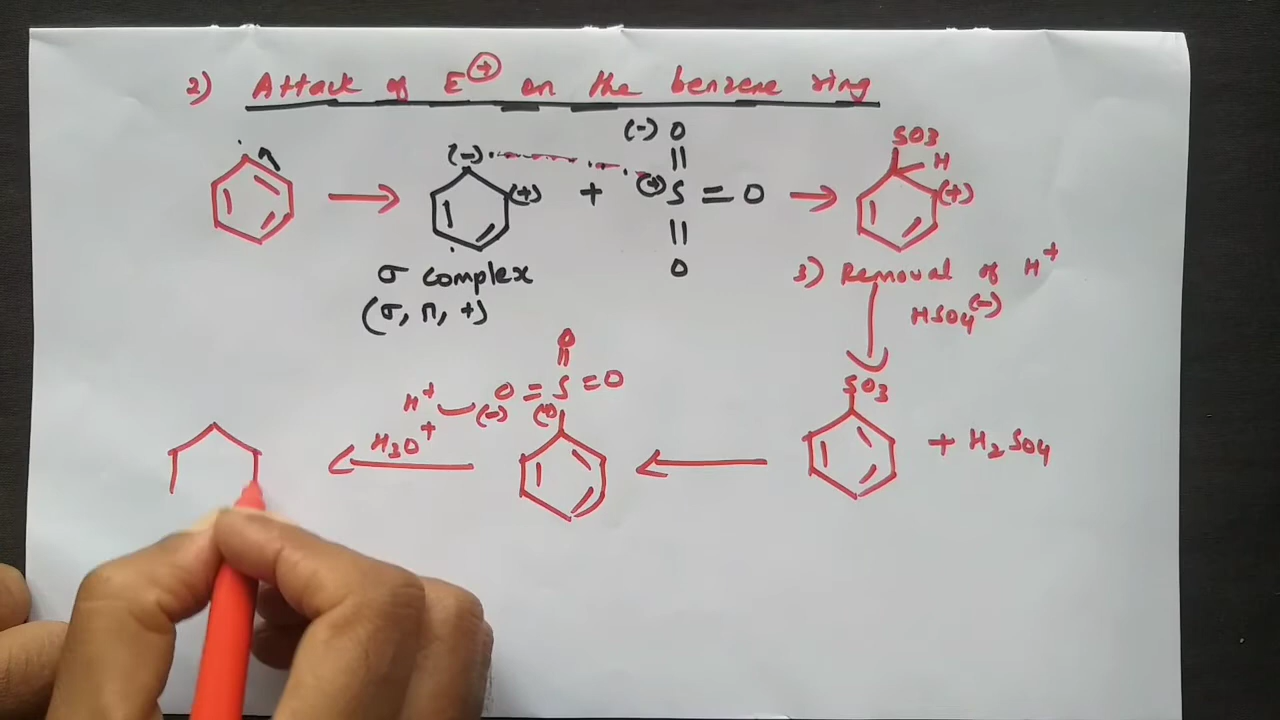 2) Attack of E⊕ on the benzene ring
(-) O
SO3
H
(-) (+) + (+) S = O (+)
O
σ complex
(σ, π, +)
3) Removal of H+
HSO4(-)
O
O = S = O
H+ (-) (+)
H3O+
SO3
+ H2SO4